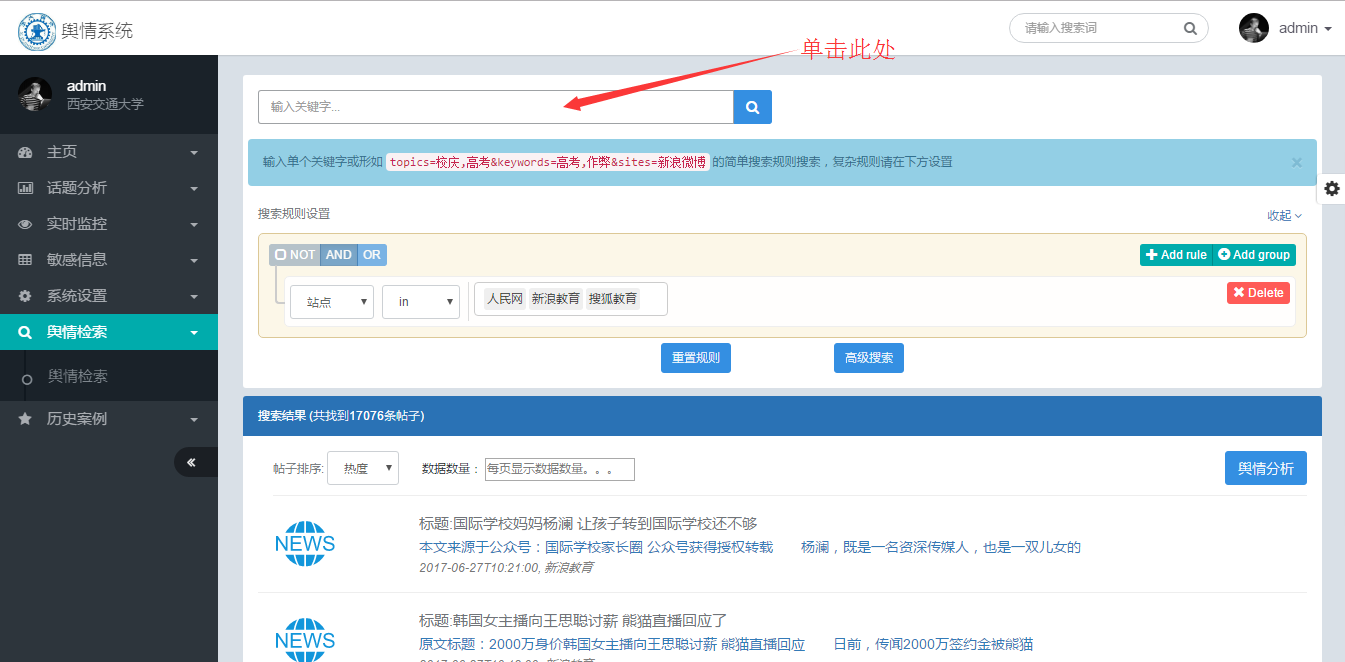 舆情系统
请输入搜索词
admin
单击此处
admin
西安交通大学
主页
话题分析
实时监控
敏感信息
系统设置
舆情检索
舆情检索
历史案例
输入关键字...
输入单个关键字或形如 topics=校庆,高考&keywords=高考,作弊&sites=新浪微博 的简单搜索规则搜索，复杂规则请在下方设置
搜索规则设置
收起
NOT AND OR
Add rule Add group
站点 in 人民网 新浪教育 搜狐教育
Delete
重置规则 高级搜索
搜索结果 (共找到17076条帖子)
帖子排序: 热度 数据数量： 每页显示数据数量。。。
舆情分析
NEWS
标题:国际学校妈妈杨澜 让孩子转到国际学校还不够
本文来源于公众号：国际学校家长圈 公众号获得授权转载 杨澜，既是一名资深传媒人，也是一双儿女的
2017-06-27T10:21:00, 新浪教育
NEWS
标题:韩国女主播向王思聪讨薪 熊猫直播回应了
原文标题：2000万身价韩国女主播向王思聪讨薪 熊猫直播回应 日前，传闻2000万签约金被熊猫